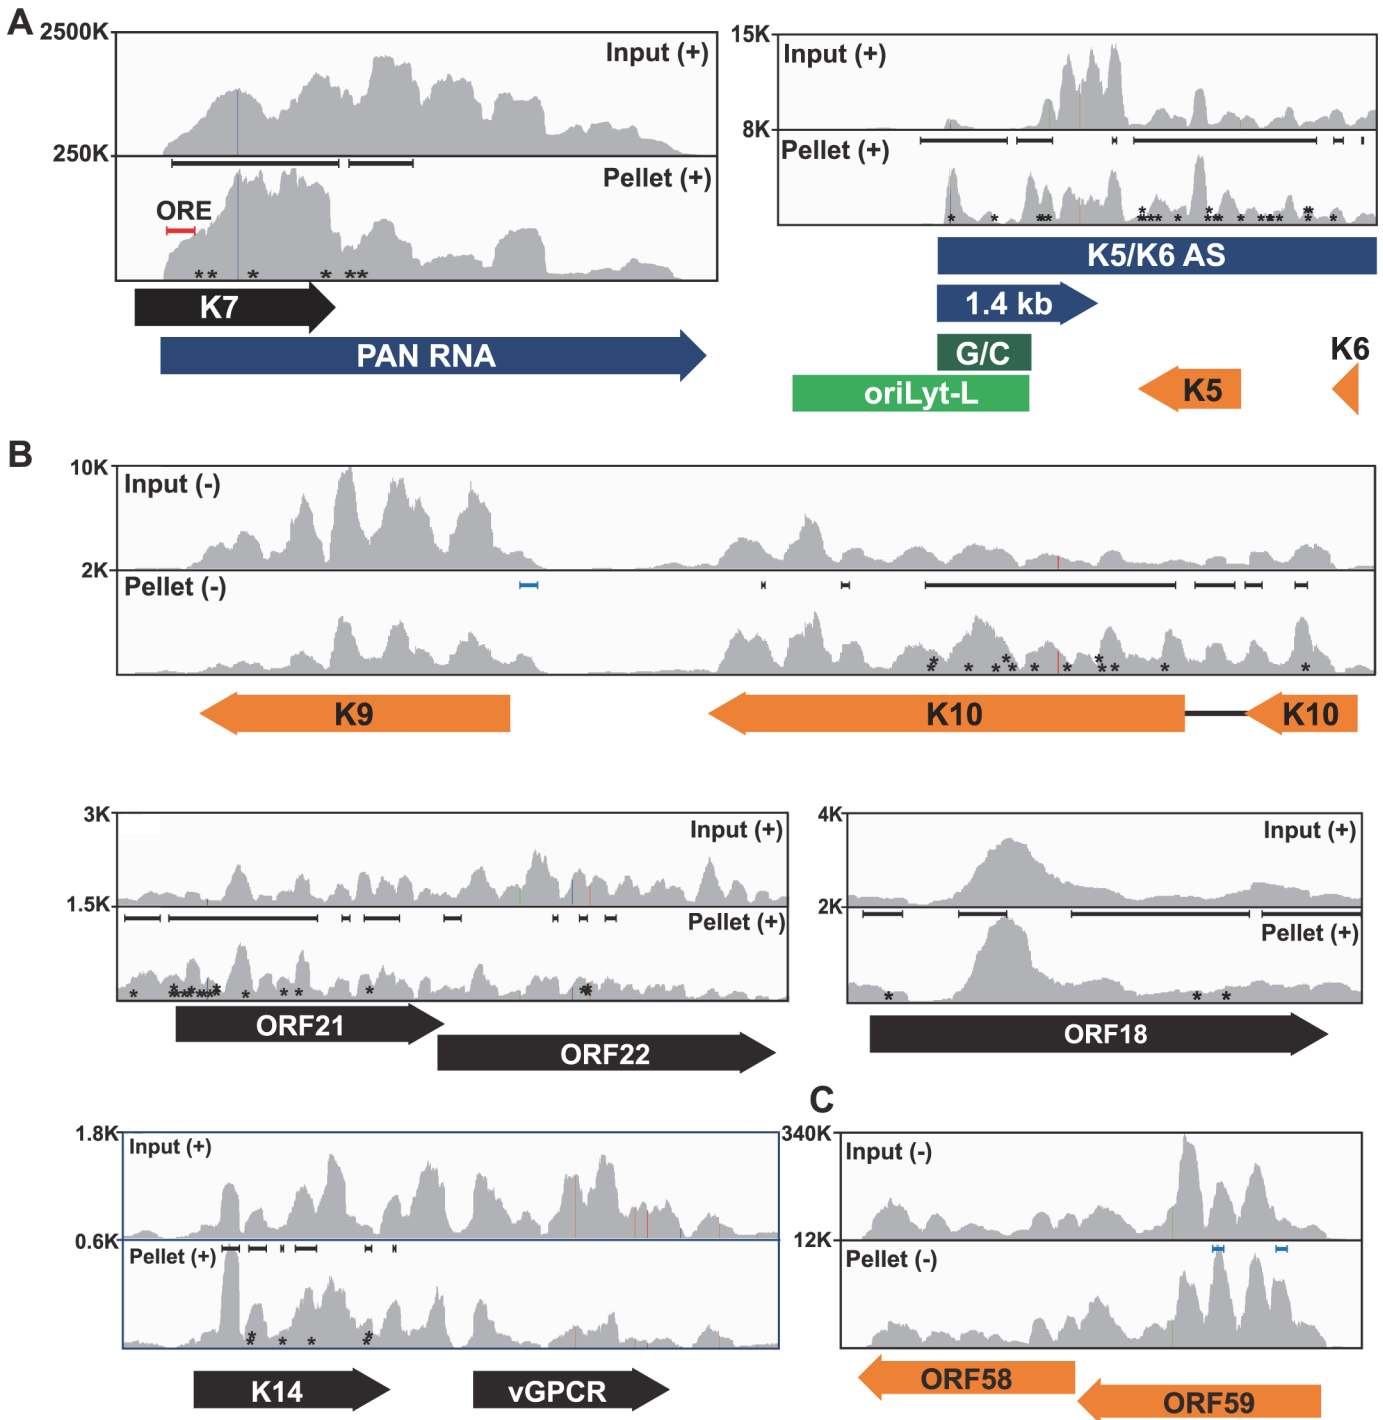 A
2500K
Input (+)
250K
Pellet (+)
ORE
** * * **
K7
PAN RNA
15K
Input (+)
8K
Pellet (+)
K5/K6 AS
1.4 kb
G/C
K6
K5
oriLyt-L
B
10K
Input (-)
2K
Pellet (-)
K9
K10
K10
3K
Input (+)
1.5K
Pellet (+)
ORF21
ORF22
4K
Input (+)
2K
Pellet (+)
* * *
ORF18
1.8K
Input (+)
0.6K
Pellet (+)
K14
vGPCR
C
340K
Input (-)
12K
Pellet (-)
ORF58
ORF59